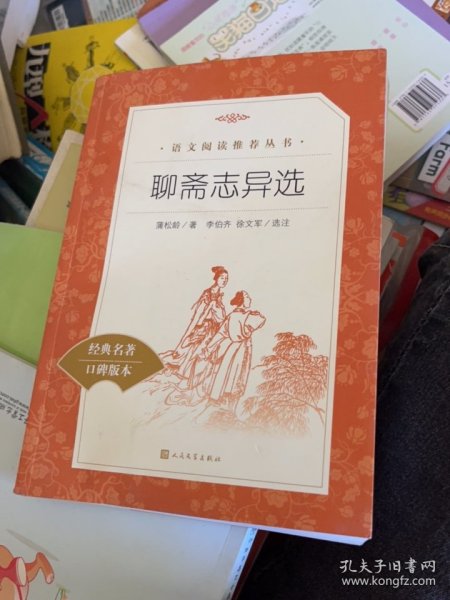 · 语文阅读推荐丛书 ·
聊斋志异选
蒲松龄／著 李伯齐 徐文军／选注
经典名著
口碑版本
人民文学出版社
Farm
孔夫子旧书网
www.kongfz.com